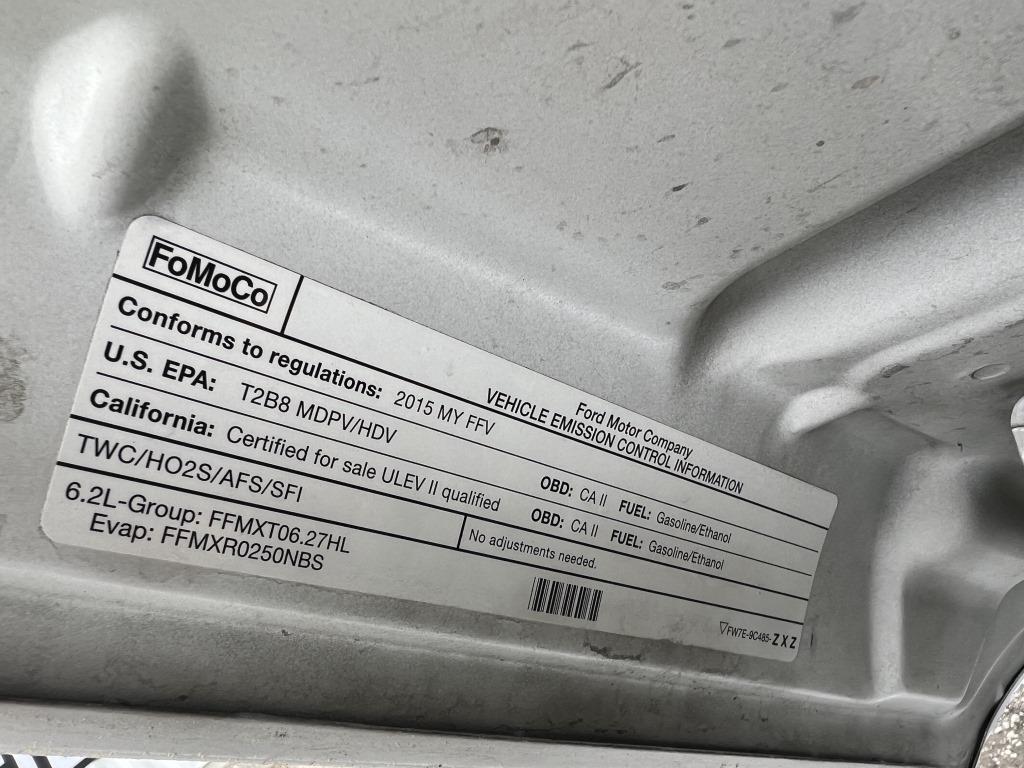 FoMoCo
Ford Motor Company
VEHICLE EMISSION CONTROL INFORMATION
Conforms to regulations: 2015 MY FFV
U.S. EPA: T2B8 MDPV/HDV OBD: CA II FUEL: Gasoline/Ethanol
California: Certified for sale ULEV II qualified OBD: CA II FUEL: Gasoline/Ethanol
TWC/HO2S/AFS/SFI No adjustments needed.
6.2L-Group: FFMXT06.27HL
Evap: FFMXR0250NBS
FW7E-9C485-ZXZ